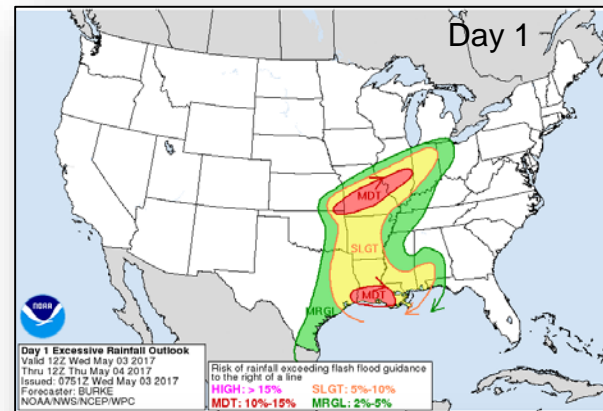 Day 1
MDT
SLGT
MDT
MRGL
NOAA
Day 1 Excessive Rainfall Outlook
Valid 12Z Wed May 03 2017
Thru 12Z Thu May 04 2017
Issued: 0751Z Wed May 03 2017
Forecaster: BURKE
NOAA/NWS/NCEP/WPC
Risk of rainfall exceeding flash flood guidance
to the right of a line
HIGH: > 15% SLGT: 5%-10%
MDT: 10%-15% MRGL: 2%-5%